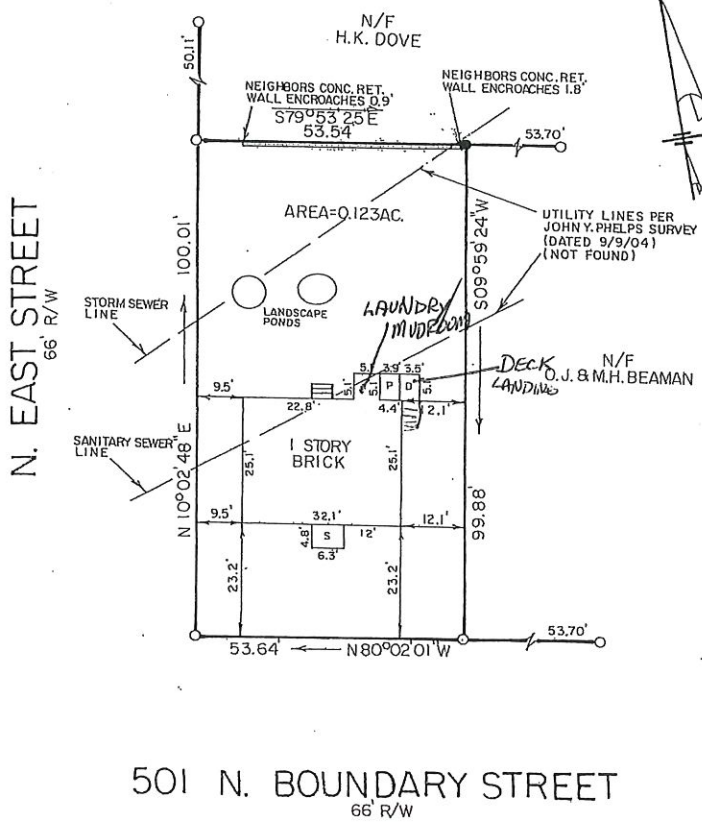 N/F
H.K. DOVE
50.11'
NEIGHBORS CONC. RET.
WALL ENCROACHES 0.9'
NEIGHBORS CONC. RET.
WALL ENCROACHES 1.8'
S79°53'25"E
53.54'
53.70'
AREA=0.123AC.
UTILITY LINES PER
JOHN Y. PHELPS SURVEY
(DATED 9/9/04)
(NOT FOUND)
100.01'
S09°59'24"W
N. EAST STREET
66' R/W
STORM SEWER
LINE
LANDSCAPE
PONDS
LAUNDRY
MUDROOM
DECK
LANDING
N/F
O.J. & M.H. BEAMAN
3.9'
3.5'
5.1'
5.1'
P
D
5.1'
9.5'
22.8'
4.4'
12.1'
SANITARY SEWER
LINE
N 10°02'48" E
1 STORY
BRICK
25.1'
25.1'
9.5'
32.1'
12.1'
4.8'
S
12'
6.3'
99.88'
23.2'
23.2'
53.64'
N80°02'01"W
53.70'
501 N. BOUNDARY STREET
66' R/W